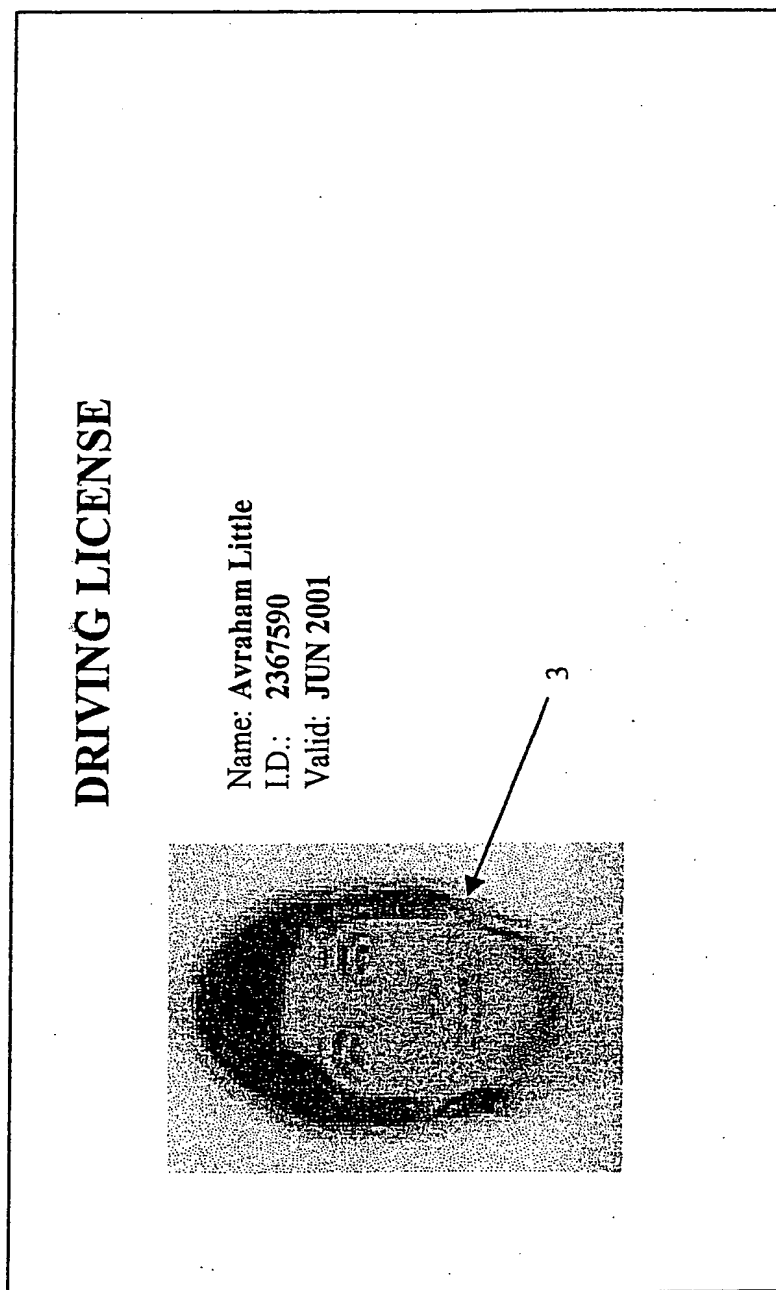 DRIVING LICENSE
Name: Avraham Little
I.D.: 2367590
Valid: JUN 2001
3